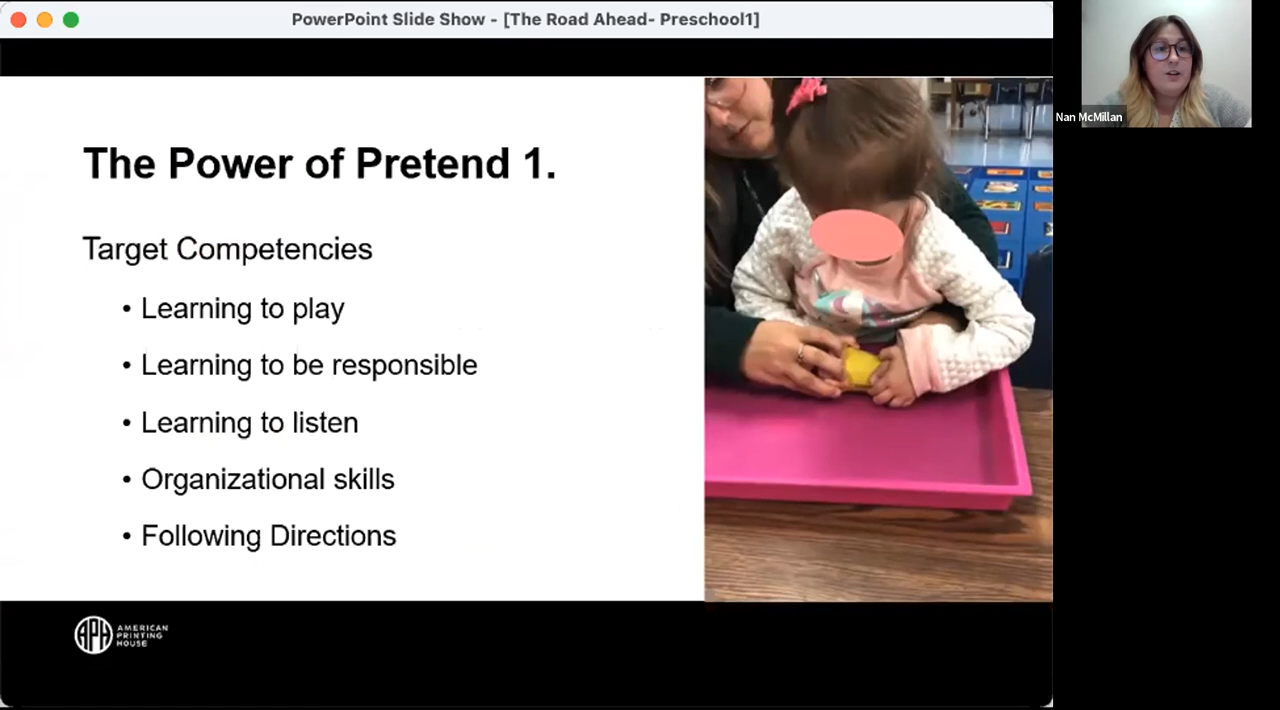 PowerPoint Slide Show - [The Road Ahead- Preschool1]
Nan McMillan
The Power of Pretend 1.
Target Competencies
• Learning to play
• Learning to be responsible
• Learning to listen
• Organizational skills
• Following Directions
APH
AMERICAN
PRINTING
HOUSE